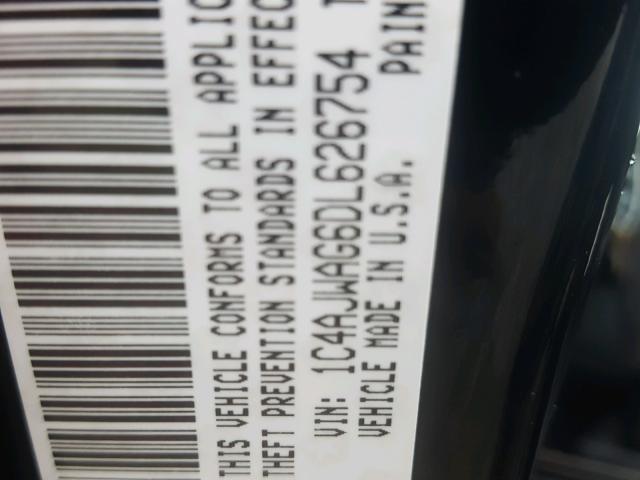 THIS VEHICLE CONFORMS TO ALL APPLIC
THEFT PREVENTION STANDARDS IN EFFEC
VIN: 1C4AJWAG6DL626754 T
VEHICLE MADE IN U.S.A. PAIN